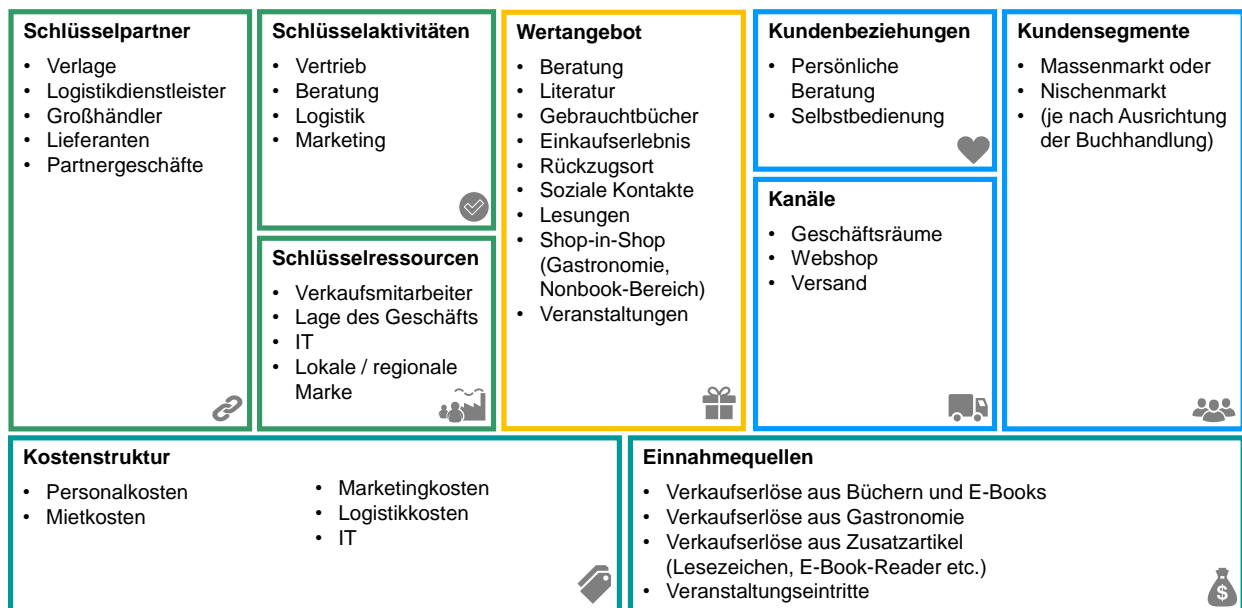 Schlüsselpartner
• Verlage
• Logistikdienstleister
• Großhändler
• Lieferanten
• Partnergeschäfte
Schlüsselaktivitäten
• Vertrieb
• Beratung
• Logistik
• Marketing
Schlüsselressourcen
• Verkaufsmitarbeiter
• Lage des Geschäfts
• IT
• Lokale / regionale
Marke
Wertangebot
• Beratung
• Literatur
• Gebrauchtbücher
• Einkaufserlebnis
• Rückzugsort
• Soziale Kontakte
• Lesungen
• Shop-in-Shop
(Gastronomie,
Nonbook-Bereich)
• Veranstaltungen
Kundenbeziehungen
• Persönliche
Beratung
• Selbstbedienung
Kanäle
• Geschäftsräume
• Webshop
• Versand
Kundensegmente
• Massenmarkt oder
• Nischenmarkt
• (je nach Ausrichtung
der Buchhandlung)
Kostenstruktur
• Personalkosten
• Mietkosten
• Marketingkosten
• Logistikkosten
• IT
Einnahmequellen
• Verkaufserlöse aus Büchern und E-Books
• Verkaufserlöse aus Gastronomie
• Verkaufserlöse aus Zusatzartikel
(Lesezeichen, E-Book-Reader etc.)
• Veranstaltungseintritte
$